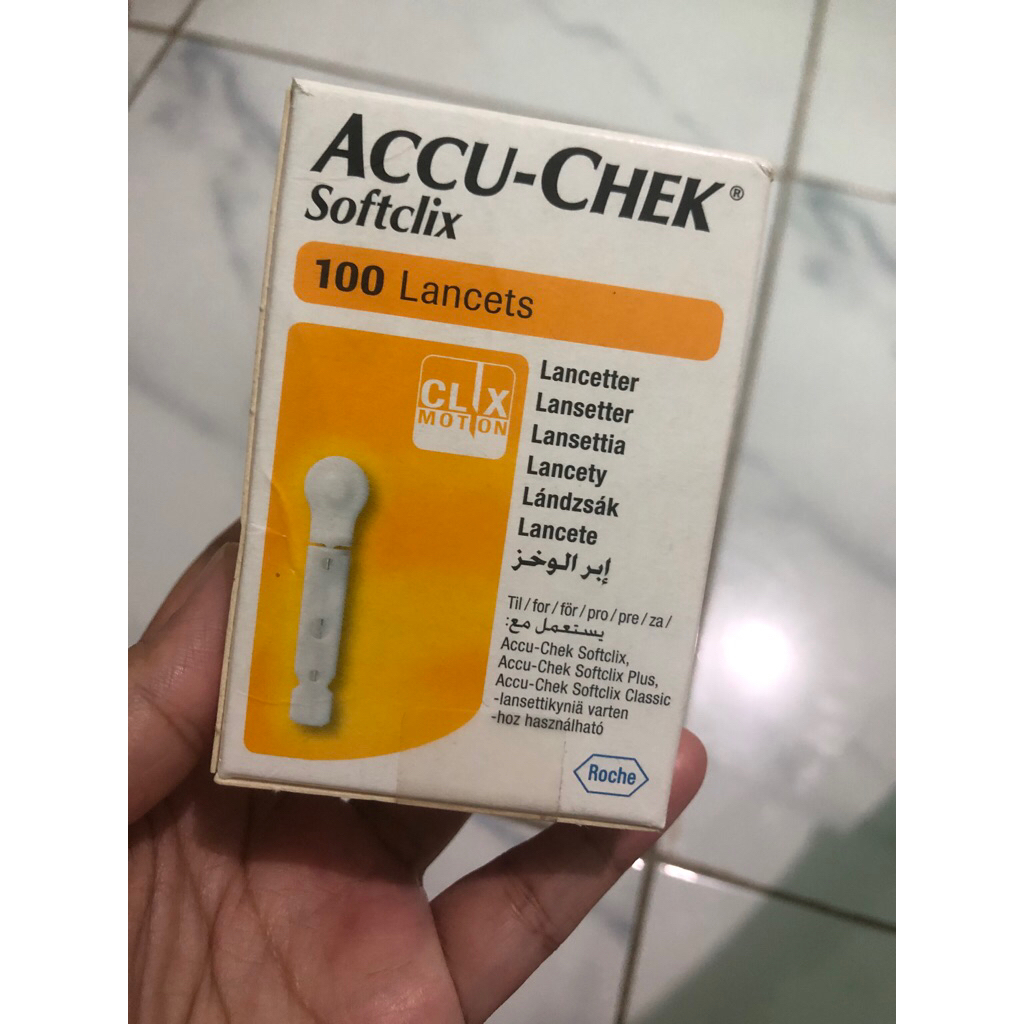 ACCU-CHEK®
Softclix
100 Lancets
CLIX
MOTION
Lancetter
Lansetter
Lansettia
Lancety
Lándzsák
Lancete
إبر الوخز
Til / for / för / pro / pre / za /
يستعمل مع:
Accu-Chek Softclix,
Accu-Chek Softclix Plus,
Accu-Chek Softclix Classic
-lansettikyniä varten
-hoz használható
Roche